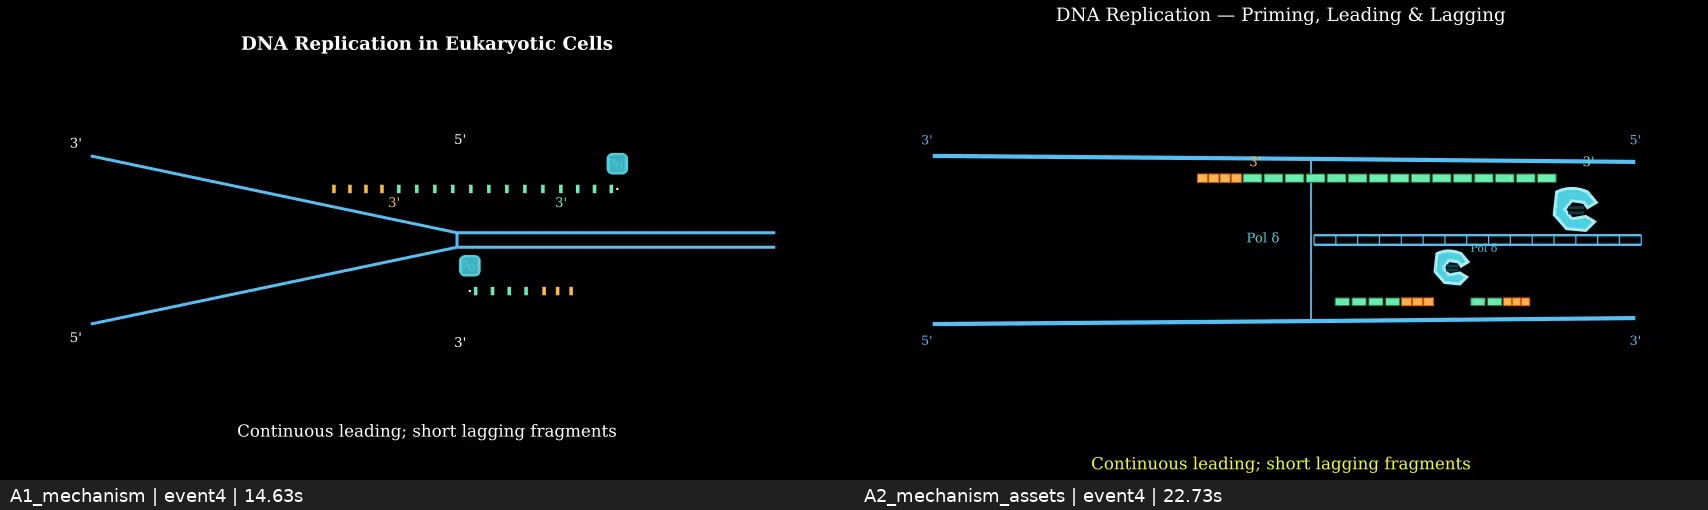 DNA Replication in Eukaryotic Cells
3'
5'
3'
3'
5'
3'
Continuous leading; short lagging fragments
A1_mechanism | event4 | 14.63s
DNA Replication — Priming, Leading & Lagging
3'
5'
3'
3'
Pol δ
Pol δ
5'
3'
Continuous leading; short lagging fragments
A2_mechanism_assets | event4 | 22.73s